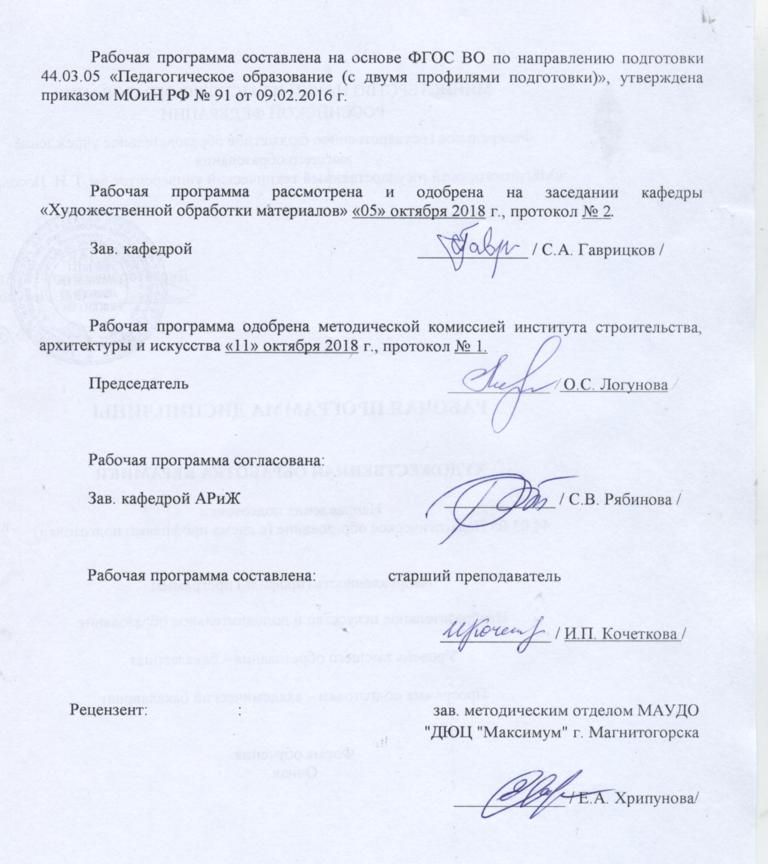 Рабочая программа составлена на основе ФГОС ВО по направлению подготовки
44.03.05 «Педагогическое образование (с двумя профилями подготовки)», утверждена
приказом МОиН РФ № 91 от 09.02.2016 г.
Рабочая программа рассмотрена и одобрена на заседании кафедры
«Художественной обработки материалов» «05» октября 2018 г., протокол № 2.
Зав. кафедрой / С.А. Гаврицков /
Рабочая программа одобрена методической комиссией института строительства,
архитектуры и искусства «11» октября 2018 г., протокол № 1.
Председатель / О.С. Логунова /
Рабочая программа согласована:
Зав. кафедрой АРиЖ / С.В. Рябинова /
Рабочая программа составлена: старший преподаватель
/ И.П. Кочеткова /
Рецензент: : зав. методическим отделом МАУДО
"ДЮЦ "Максимум" г. Магнитогорска
/ Е.А. Хрипунова/